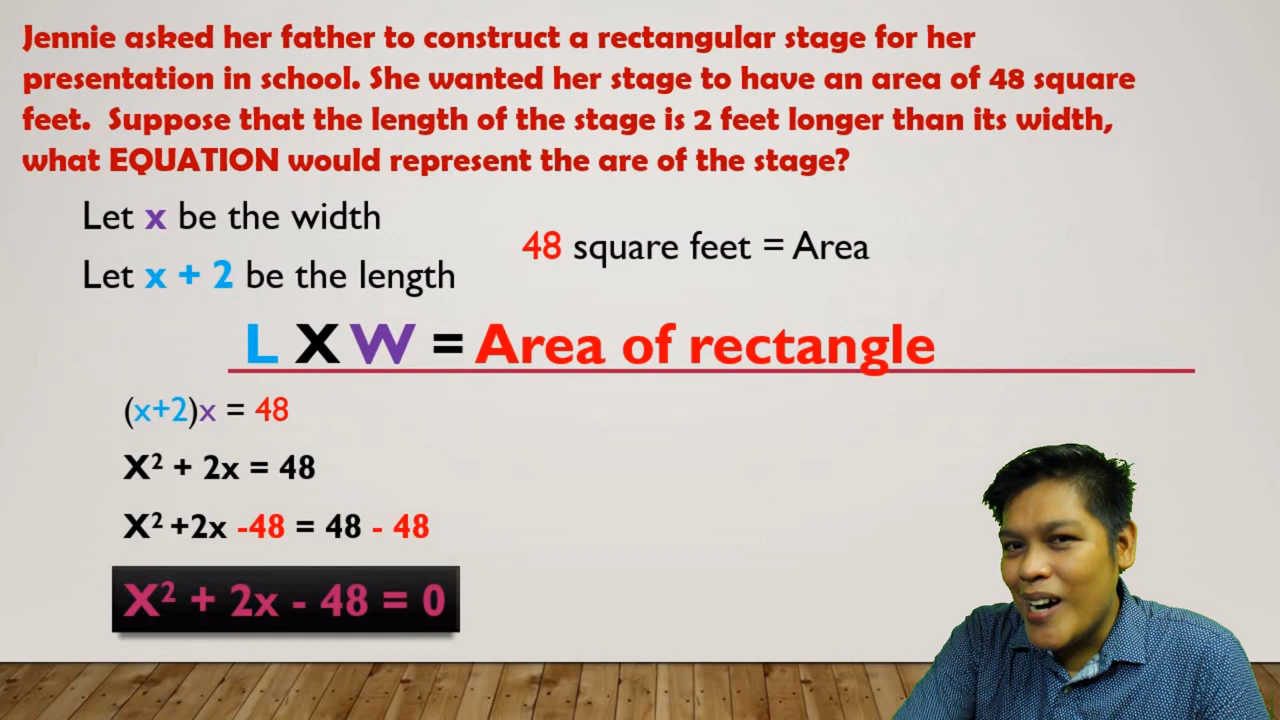 Jennie asked her father to construct a rectangular stage for her
presentation in school. She wanted her stage to have an area of 48 square
feet.  Suppose that the length of the stage is 2 feet longer than its width,
what EQUATION would represent the are of the stage?
Let x be the width
48 square feet = Area
Let x + 2 be the length
L X W = Area of rectangle
(x+2)x = 48
X² + 2x = 48
X² +2x -48 = 48 - 48
X² + 2x - 48 = 0